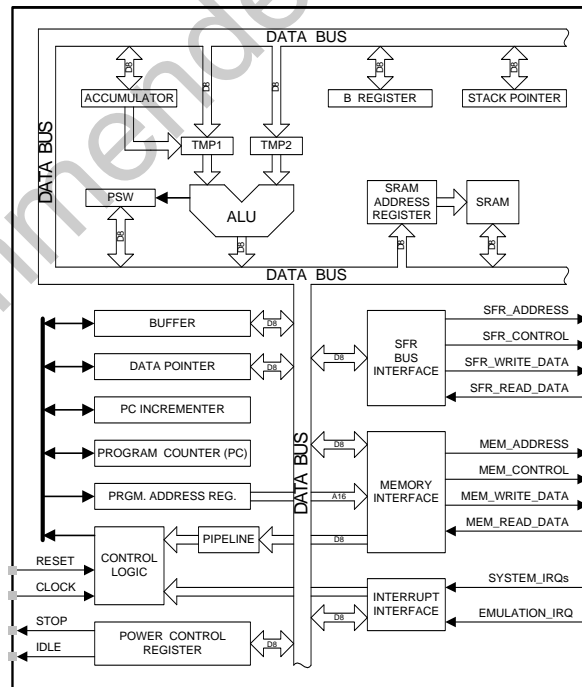 DATA BUS
D8
D8
D8
D8
D8
ACCUMULATOR
B REGISTER
STACK POINTER
DATA BUS
TMP1
TMP2
PSW
ALU
SRAM
ADDRESS
REGISTER
SRAM
D8
D8
D8
D8
DATA BUS
BUFFER
D8
DATA POINTER
D8
PC INCREMENTER
PROGRAM COUNTER (PC)
PRGM. ADDRESS REG.
A16
DATA BUS
D8
SFR
BUS
INTERFACE
SFR_ADDRESS
SFR_CONTROL
SFR_WRITE_DATA
SFR_READ_DATA
D8
MEMORY
INTERFACE
MEM_ADDRESS
MEM_CONTROL
MEM_WRITE_DATA
MEM_READ_DATA
CONTROL
LOGIC
PIPELINE
D8
RESET
CLOCK
INTERRUPT
INTERFACE
SYSTEM_IRQs
EMULATION_IRQ
D8
STOP
IDLE
POWER CONTROL
REGISTER
D8